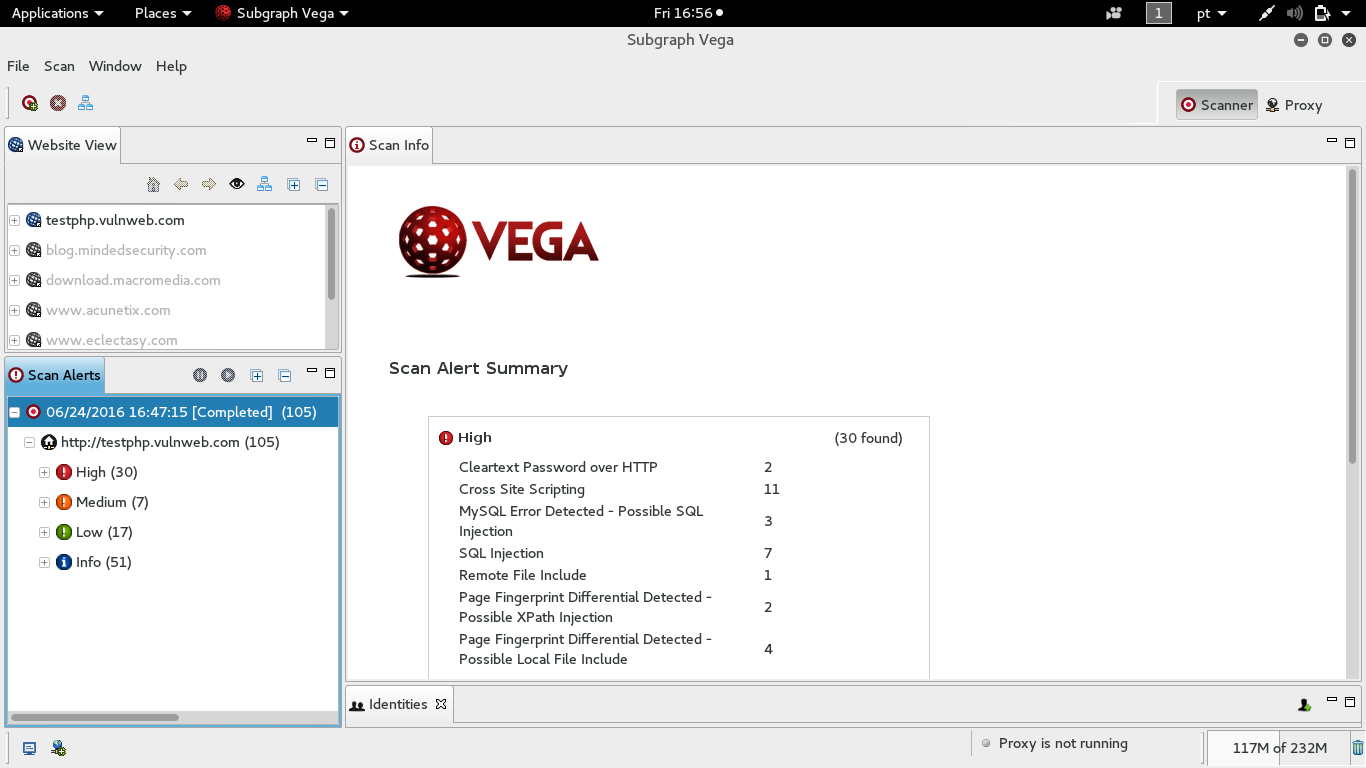 Applications Places Subgraph Vega Fri 16:56 1 pt
Subgraph Vega
File Scan Window Help
Scanner Proxy
Website View
testphp.vulnweb.com
blog.mindedsecurity.com
download.macromedia.com
www.acunetix.com
www.eclectasy.com
Scan Alerts
06/24/2016 16:47:15 [Completed] (105)
http://testphp.vulnweb.com (105)
High (30)
Medium (7)
Low (17)
Info (51)
Scan Info
VEGA
Scan Alert Summary
High (30 found)
Cleartext Password over HTTP 2
Cross Site Scripting 11
MySQL Error Detected - Possible SQL
Injection 3
SQL Injection 7
Remote File Include 1
Page Fingerprint Differential Detected -
Possible XPath Injection 2
Page Fingerprint Differential Detected -
Possible Local File Include 4
Identities
Proxy is not running
117M of 232M